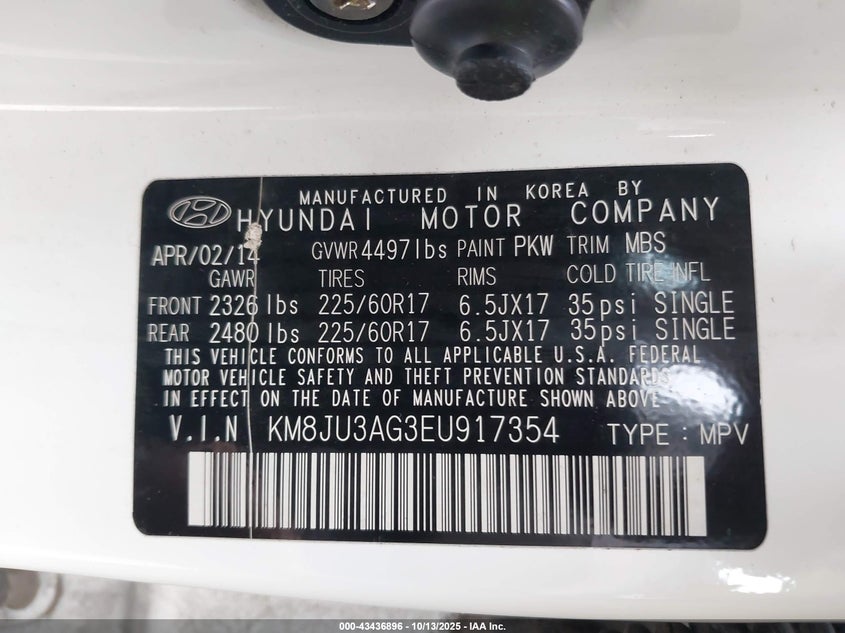 MANUFACTURED IN KOREA BY
HYUNDAI MOTOR COMPANY
APR/02/14 GVWR 4497lbs PAINT PKW TRIM MBS
GAWR TIRES RIMS COLD TIRE INFL
FRONT 2326 lbs 225/60R17 6.5JX17 35psi SINGLE
REAR 2480 lbs 225/60R17 6.5JX17 35psi SINGLE
THIS VEHICLE CONFORMS TO ALL APPLICABLE U.S.A. FEDERAL
MOTOR VEHICLE SAFETY AND THEFT PREVENTION STANDARDS
IN EFFECT ON THE DATE OF MANUFACTURE SHOWN ABOVE
V.I.N KM8JU3AG3EU917354 TYPE : MPV
000-43436896 - 10/13/2025 - IAA Inc.